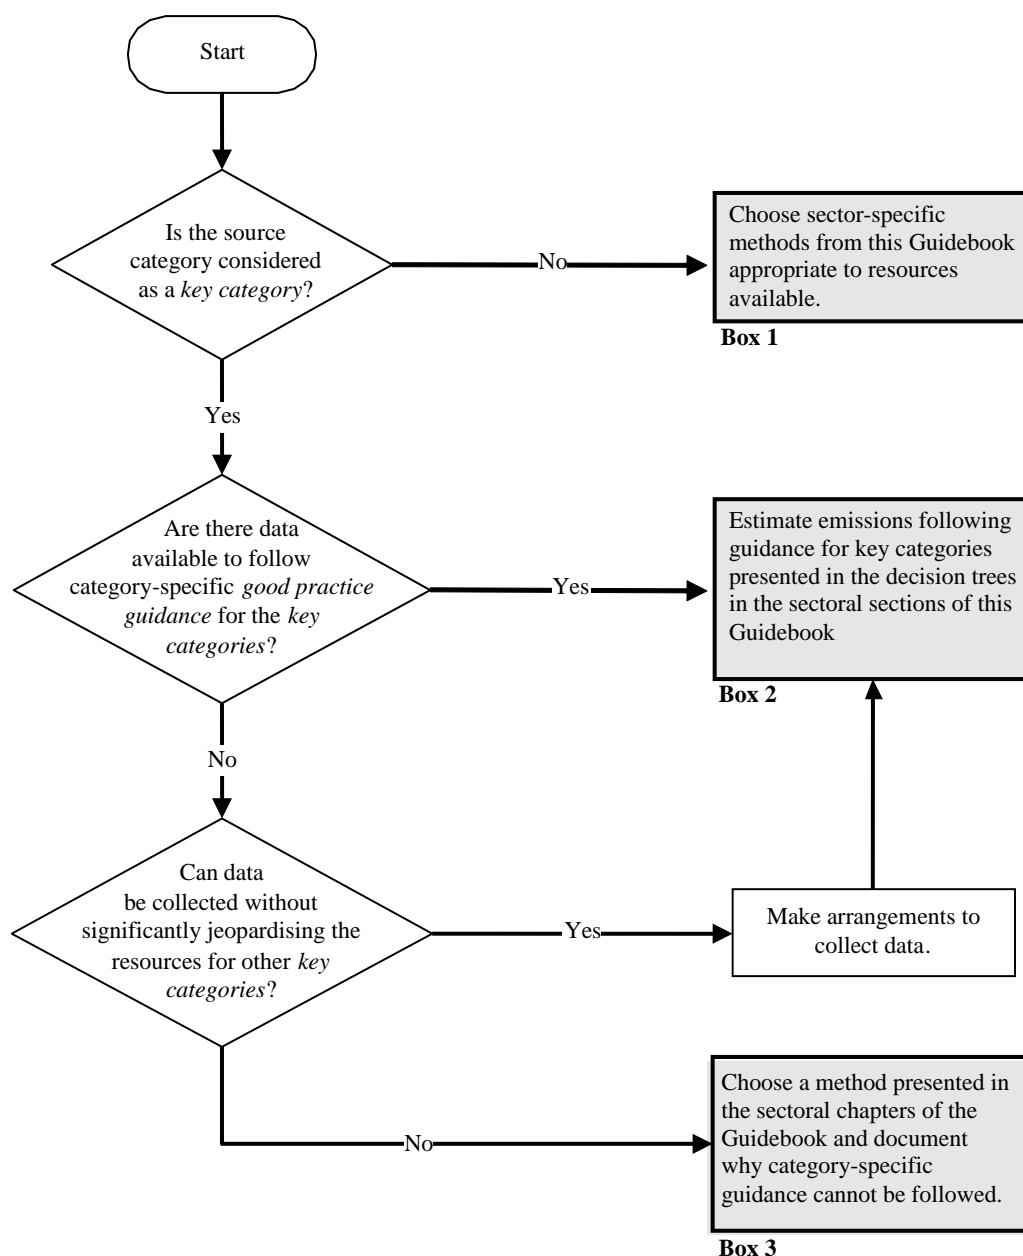 Start
Is the source
category considered
as a key category?
No
Choose sector-specific
methods from this Guidebook
appropriate to resources
available.
Box 1
Yes
Are there data
available to follow
category-specific good practice
guidance for the key
categories?
Yes
Estimate emissions following
guidance for key categories
presented in the decision trees
in the sectoral sections of this
Guidebook
Box 2
No
Can data
be collected without
significantly jeopardising the
resources for other key
categories?
Yes
Make arrangements to
collect data.
No
Choose a method presented in
the sectoral chapters of the
Guidebook and document
why category-specific
guidance cannot be followed.
Box 3